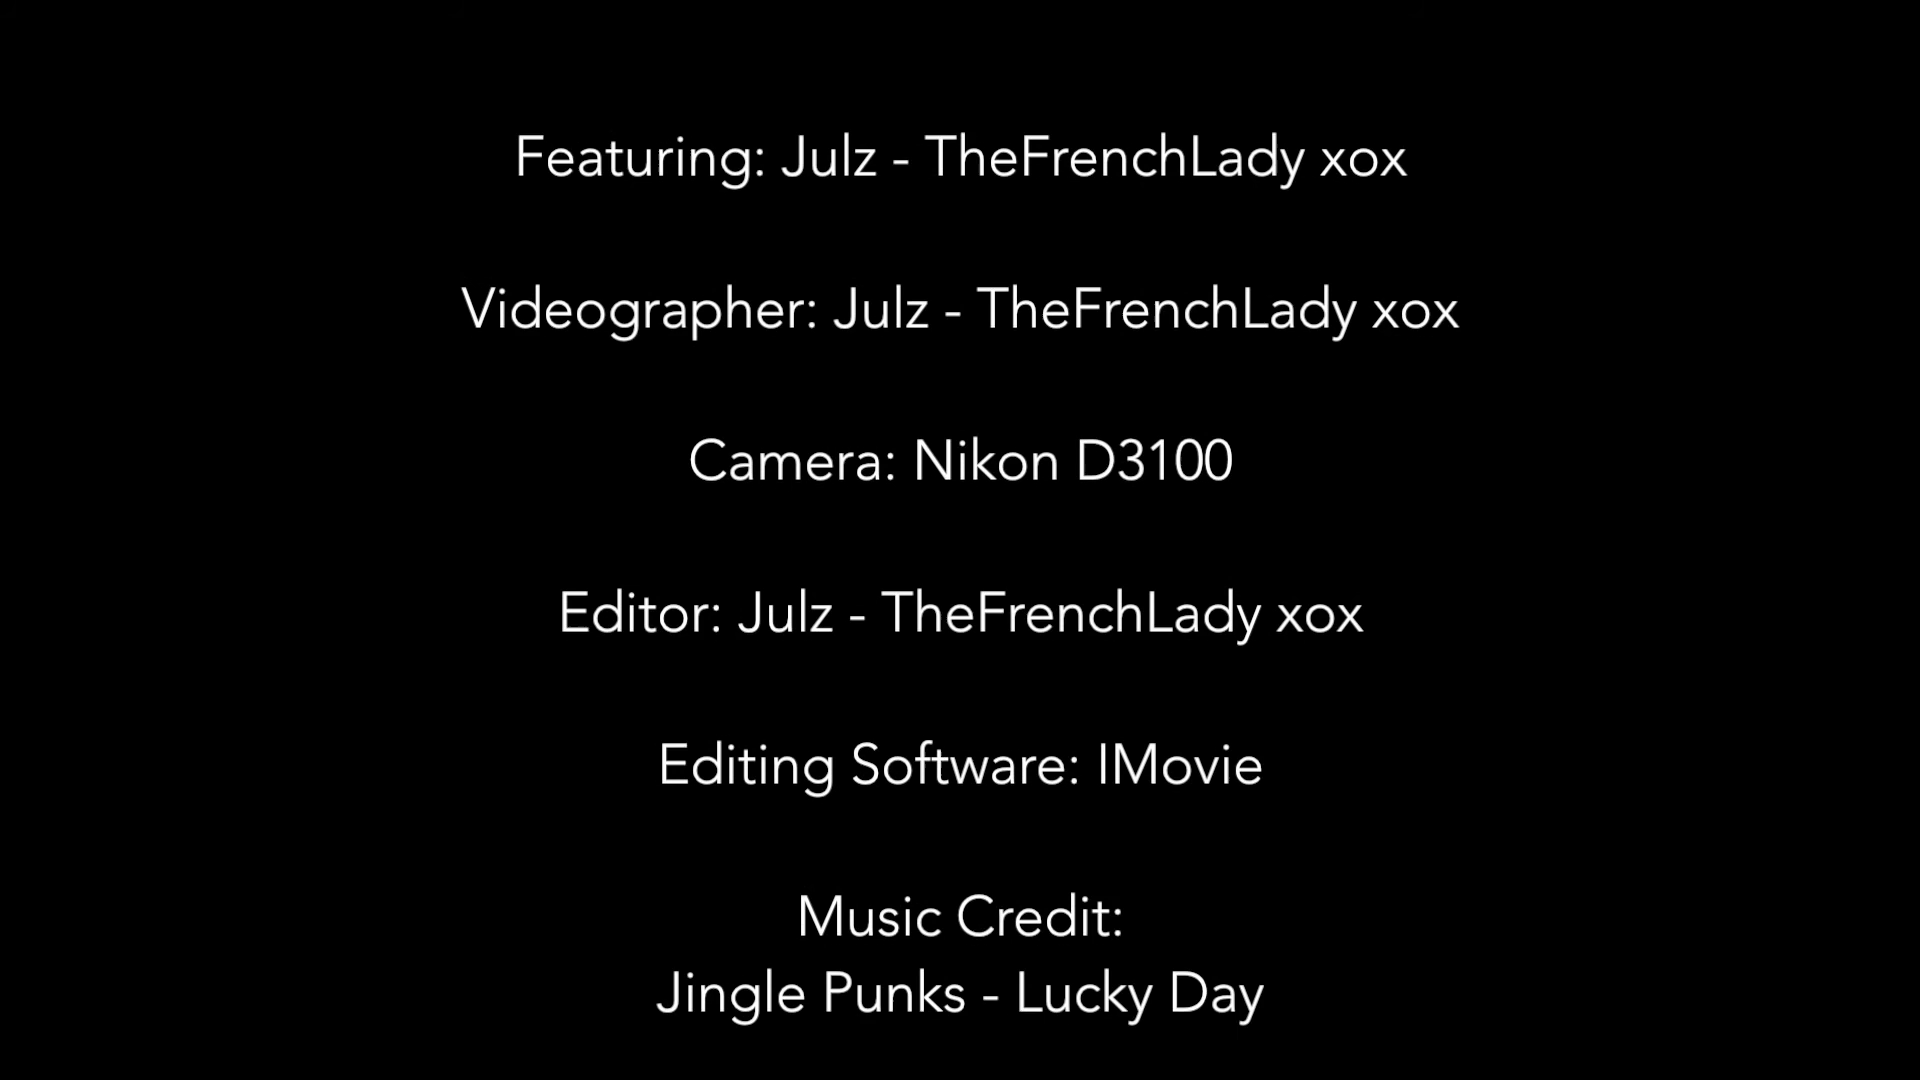 Featuring: Julz - TheFrenchLady xox
Videographer: Julz - TheFrenchLady xox
Camera: Nikon D3100
Editor: Julz - TheFrenchLady xox
Editing Software: IMovie
Music Credit:
Jingle Punks - Lucky Day